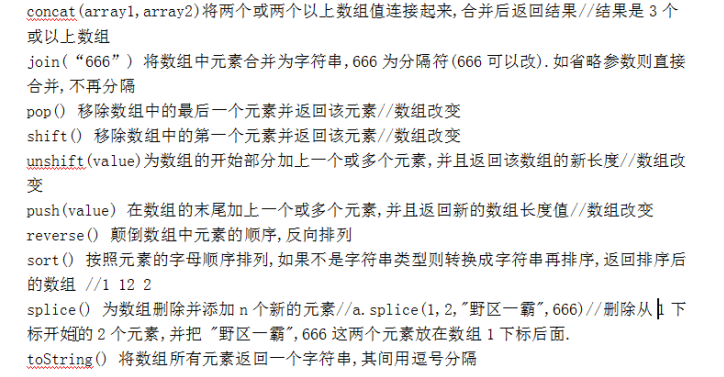 concat(array1,array2)将两个或两个以上数组值连接起来,合并后返回结果//结果是3个
或以上数组
join(“666”) 将数组中元素合并为字符串,666为分隔符(666可以改).如省略参数则直接
合并,不再分隔
pop() 移除数组中的最后一个元素并返回该元素//数组改变
shift() 移除数组中的第一个元素并返回该元素//数组改变
unshift(value)为数组的开始部分加上一个或多个元素,并且返回该数组的新长度//数组改
变
push(value) 在数组的末尾加上一个或多个元素,并且返回新的数组长度值//数组改变
reverse() 颠倒数组中元素的顺序,反向排列
sort() 按照元素的字母顺序排列,如果不是字符串类型则转换成字符串再排序,返回排序后
的数组 //1 12 2
splice() 为数组删除并添加n个新的元素//a.splice(1,2,"野区一霸",666)//删除从1下
标开始的2个元素,并把 "野区一霸",666这两个元素放在数组1下标后面.
toString() 将数组所有元素返回一个字符串,其间用逗号分隔